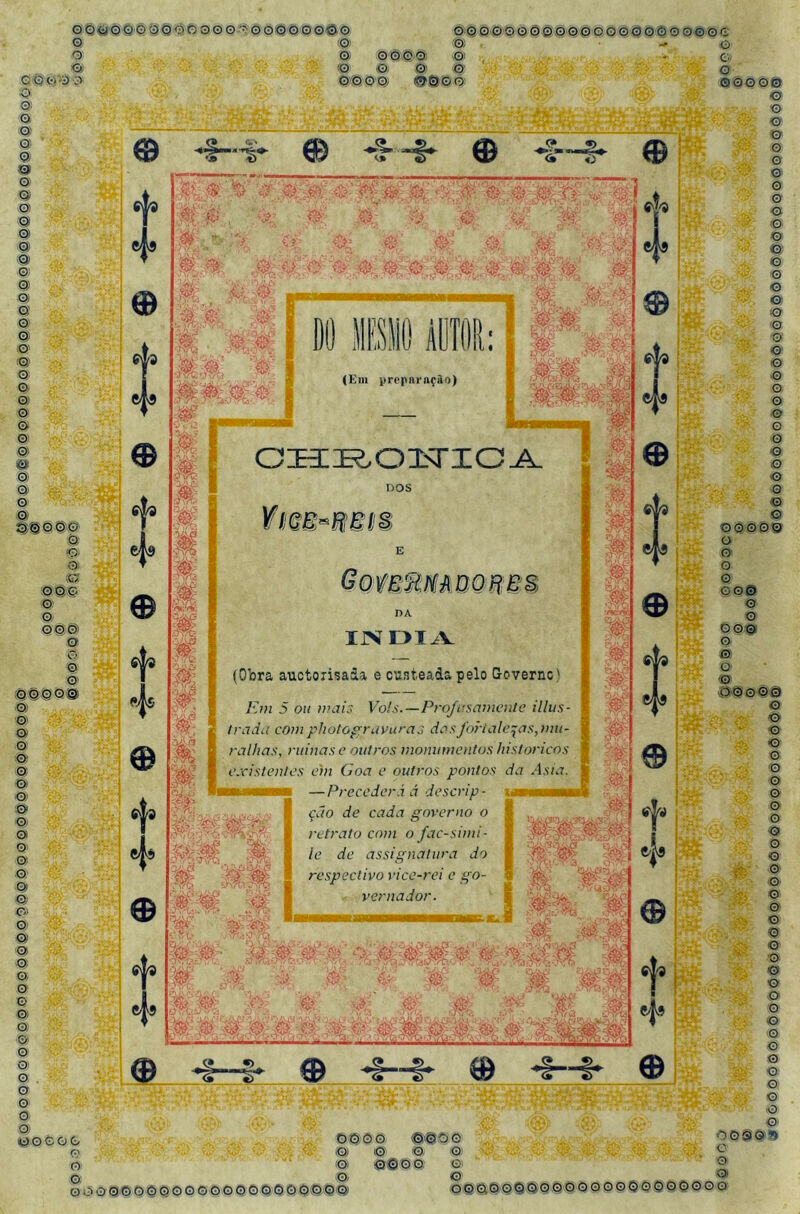 DO MESMO AUTOR:
(Em preparação)
CHRONICA
DOS
VICE-REIS
E
GOVERNADORES
DA
INDIA
(Obra auctorisada e custeada pelo Governo)
Em 5 ou mais Vols.—Profusamente illus-
trada com photogravuras das fortalezas, mu-
ralhas, ruinas e outros monumentos historicos
existentes em Goa e outros pontos da Asia.
—Precederá á descrip-
ção de cada governo o
retrato com o fac-simi-
le de assignatura do
respectivo vice-rei e go-
vernador.